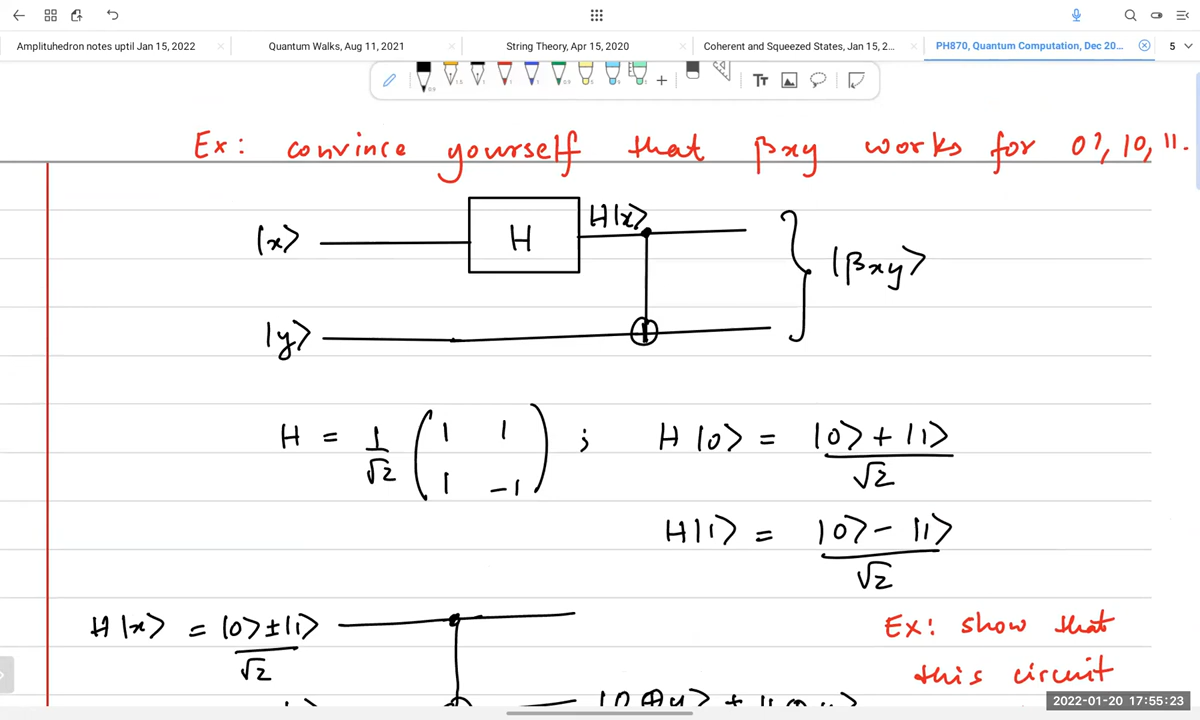 Amplituhedron notes uptil Jan 15, 2022 × Quantum Walks, Aug 11, 2021 × String Theory, Apr 15, 2020 × Coherent and Squeezed States, Jan 15, 2... × PH870, Quantum Computation, Dec 20... 5
Tт
Ex: convince yourself that βxy works for 01, 10, 11.
|x> H H|x>
|βxy>
|y>
H = 1/√2 (1 1; 1 -1) ; H|0> = |0> + |1> / √2
H|1> = |0> - |1> / √2
H|x> = |0> ± |1> / √2
Ex: show that
this circuit
2022-01-20 17:55:23